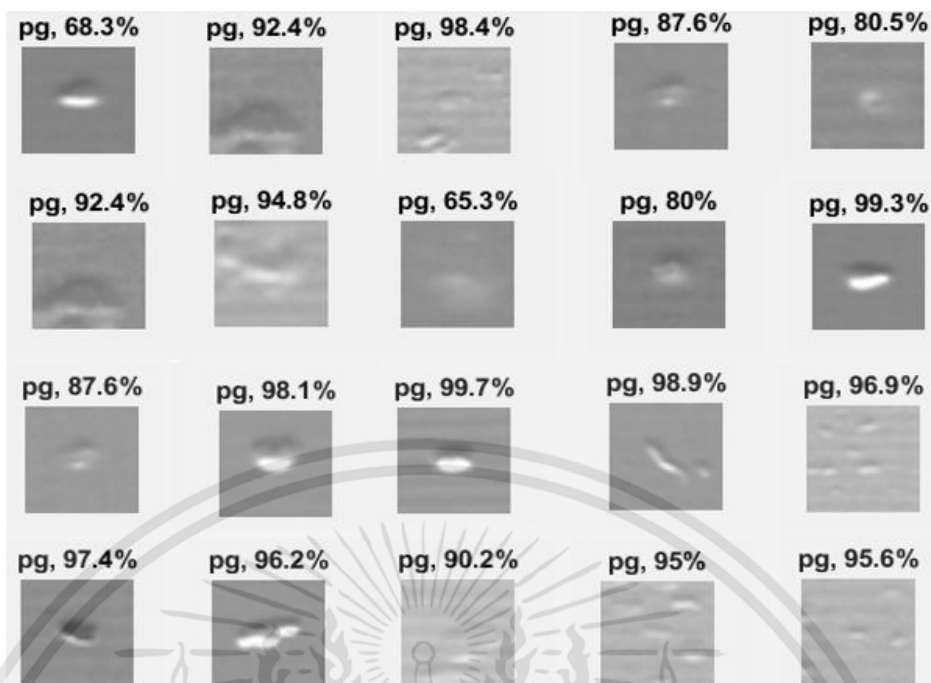 pg, 68.3% pg, 92.4% pg, 98.4% pg, 87.6% pg, 80.5%
pg, 92.4% pg, 94.8% pg, 65.3% pg, 80% pg, 99.3%
pg, 87.6% pg, 98.1% pg, 99.7% pg, 98.9% pg, 96.9%
pg, 97.4% pg, 96.2% pg, 90.2% pg, 95% pg, 95.6%